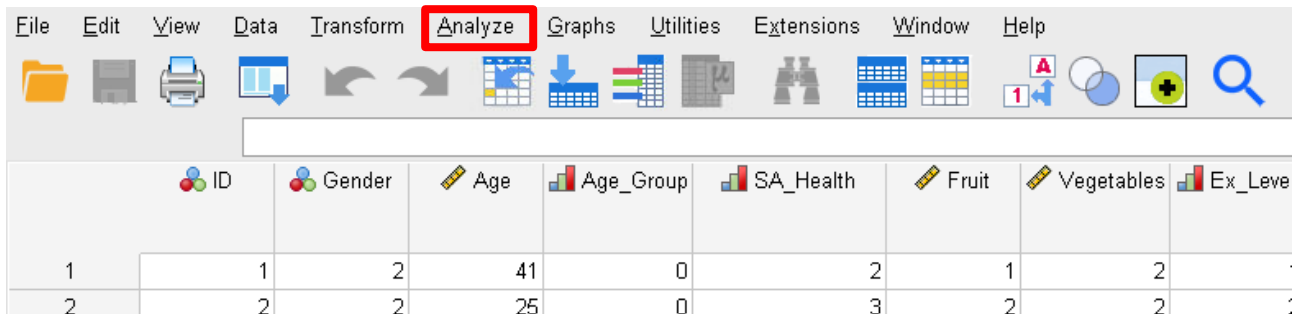 File Edit View Data Transform Analyze Graphs Utilities Extensions Window Help
A
1
μ
ID Gender Age Age_Group SA_Health Fruit Vegetables Ex_Leve
1 1 2 41 0 2 1 2
2 2 2 25 0 3 2 2